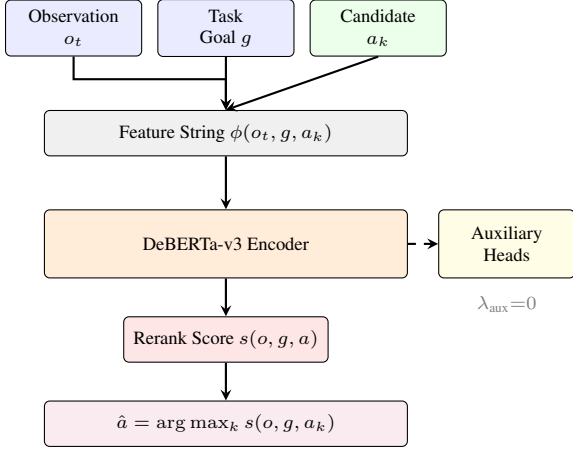 Observation
o_t
Task
Goal g
Candidate
a_k
Feature String ϕ(o_t, g, a_k)
DeBERTa-v3 Encoder
Auxiliary
Heads
λ_aux=0
Rerank Score s(o, g, a)
â = arg max_k s(o, g, a_k)